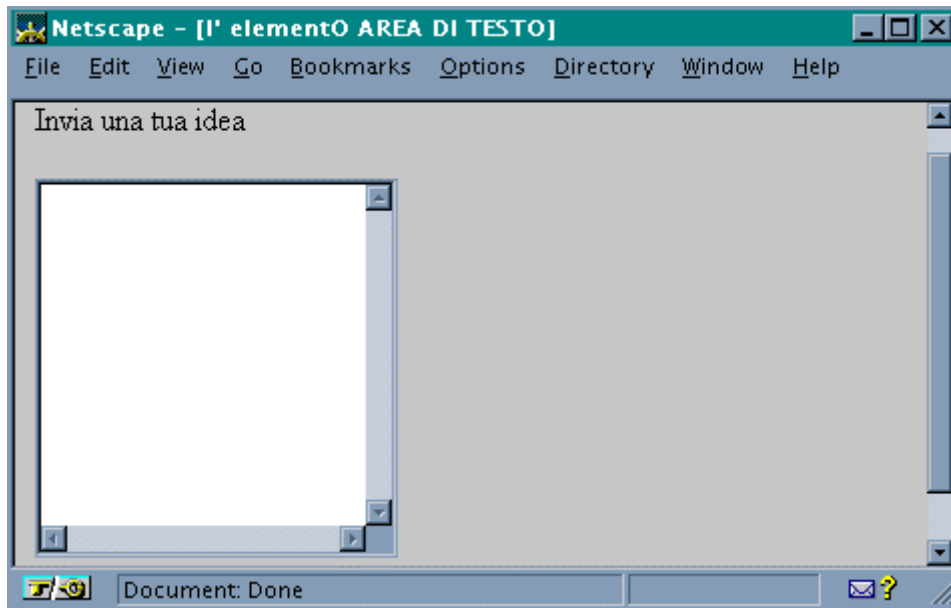 Netscape - [l' elementO AREA DI TESTO]
File Edit View Go Bookmarks Options Directory Window Help
Invia una tua idea
Document: Done